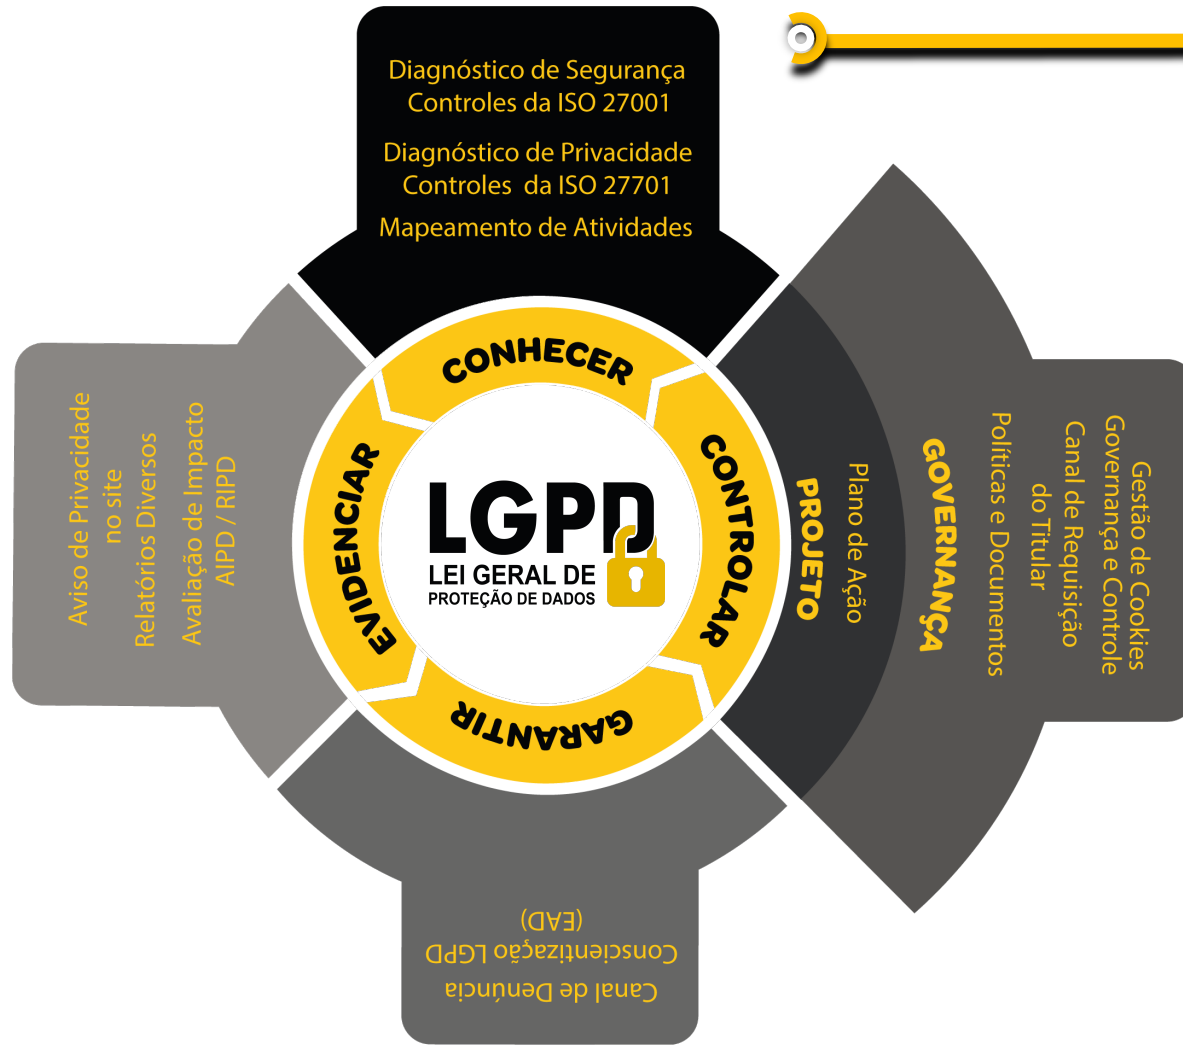 Diagnóstico de Segurança
Controles da ISO 27001
Diagnóstico de Privacidade
Controles da ISO 27701
Mapeamento de Atividades
CONHECER
CONTROLAR
GARANTIR
EVIDENCIAR
LGPD
LEI GERAL DE
PROTEÇÃO DE DADOS
PROJETO
Plano de Ação
GOVERNANÇA
Gestão de Cookies
Governança e Controle
Canal de Requisição
do Titular
Políticas e Documentos
Canal de Denúncia
Conscientização LGPD
(EAD)
Aviso de Privacidade
no site
Relatórios Diversos
Avaliação de Impacto
AIPD / RIPD